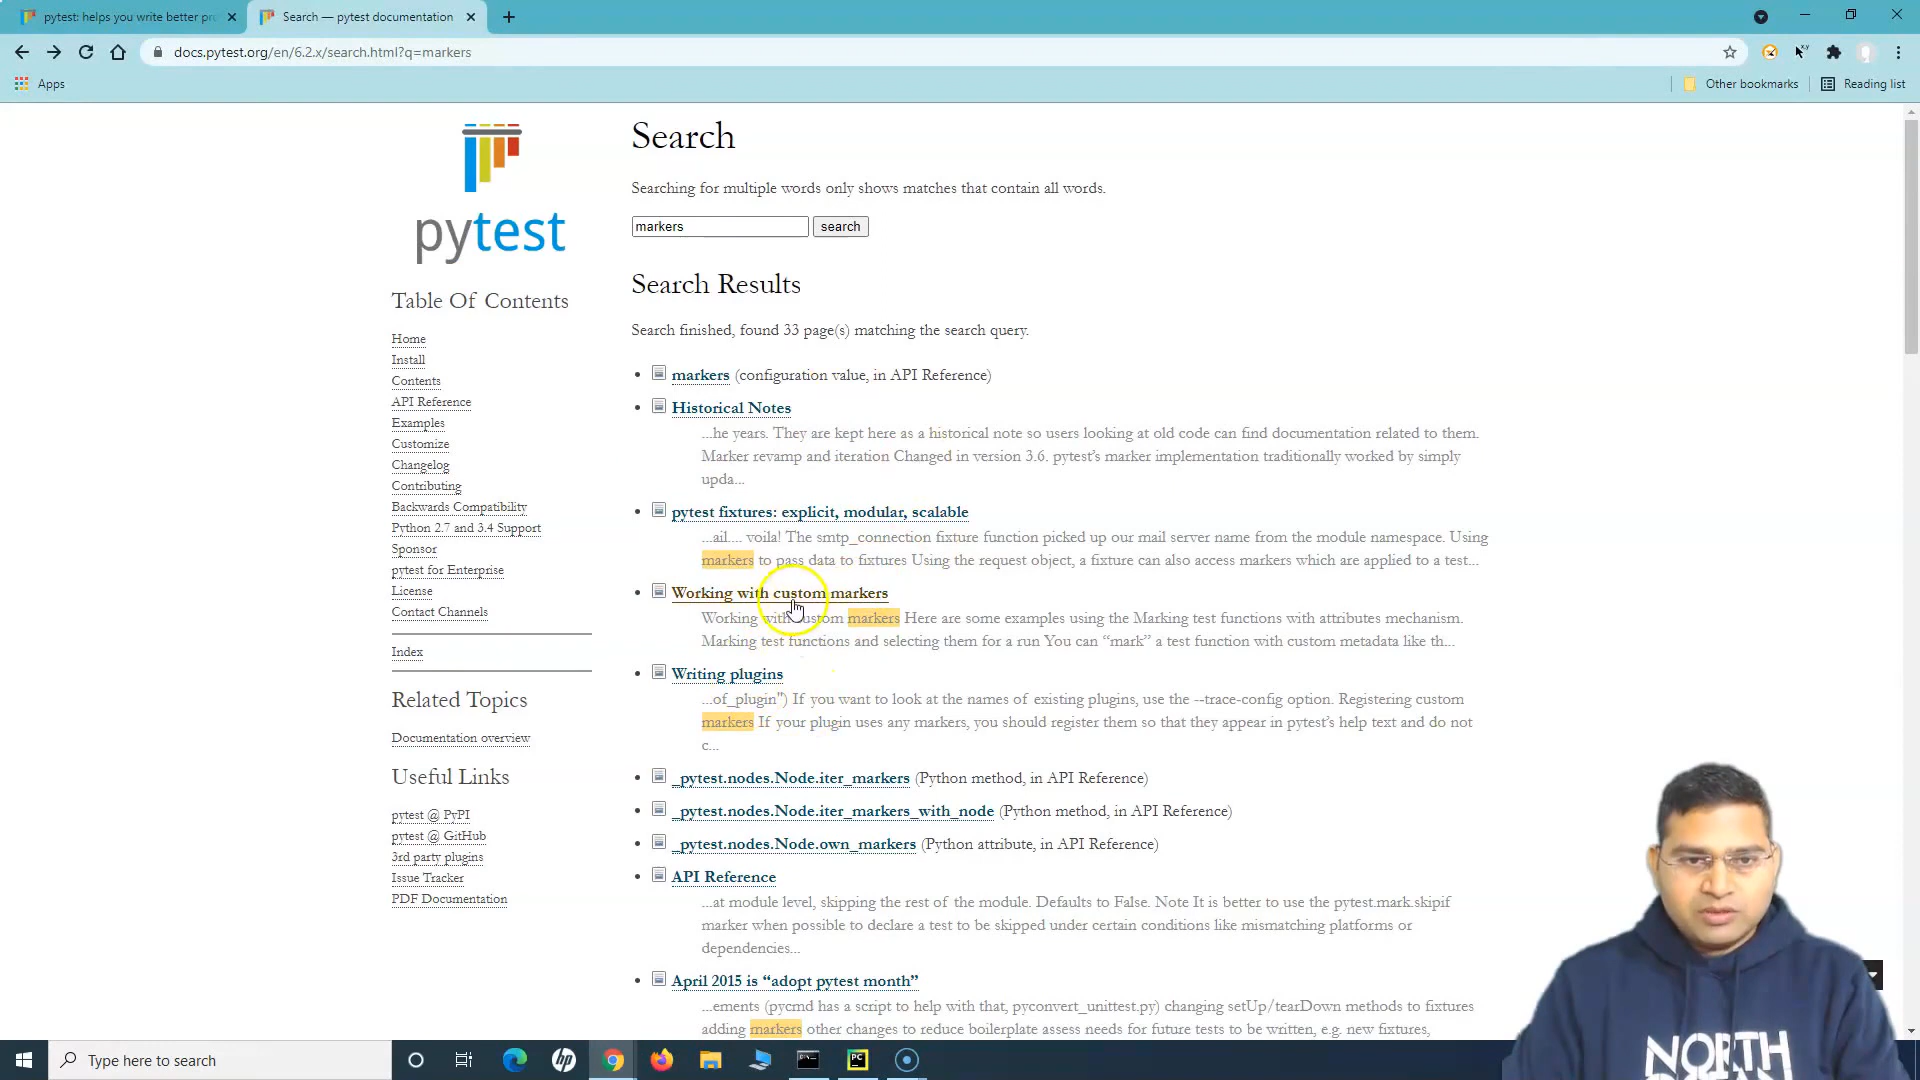 pytest: helps you write better pr
Search — pytest documentation
docs.pytest.org/en/6.2.x/search.html?q=markers
Apps
Other bookmarks
Reading list
pytest
Table Of Contents
Home
Install
Contents
API Reference
Examples
Customize
Changelog
Contributing
Backwards Compatibility
Python 2.7 and 3.4 Support
Sponsor
pytest for Enterprise
License
Contact Channels
Index
Related Topics
Documentation overview
Useful Links
pytest @ PyPI
pytest @ GitHub
3rd party plugins
Issue Tracker
PDF Documentation
Search
Searching for multiple words only shows matches that contain all words.
markers search
Search Results
Search finished, found 33 page(s) matching the search query.
markers (configuration value, in API Reference)
Historical Notes
...he years. They are kept here as a historical note so users looking at old code can find documentation related to them.
Marker revamp and iteration Changed in version 3.6. pytest's marker implementation traditionally worked by simply
upda...
pytest fixtures: explicit, modular, scalable
...ail.... voila! The smtp_connection fixture function picked up our mail server name from the module namespace. Using
markers to pass data to fixtures Using the request object, a fixture can also access markers which are applied to a test...
Working with custom markers
Working with custom markers Here are some examples using the Marking test functions with attributes mechanism.
Marking test functions and selecting them for a run You can “mark” a test function with custom metadata like th...
Writing plugins
...of_plugin") If you want to look at the names of existing plugins, use the --trace-config option. Registering custom
markers If your plugin uses any markers, you should register them so that they appear in pytest's help text and do not
c...
_pytest.nodes.Node.iter_markers (Python method, in API Reference)
_pytest.nodes.Node.iter_markers_with_node (Python method, in API Reference)
_pytest.nodes.Node.own_markers (Python attribute, in API Reference)
API Reference
...at module level, skipping the rest of the module. Defaults to False. Note It is better to use the pytest.mark.skipif
marker when possible to declare a test to be skipped under certain conditions like mismatching platforms or
dependencies...
April 2015 is “adopt pytest month”
...ements (pycmd has a script to help with that, pyconvert_unittest.py) changing setUp/tearDown methods to fixtures
adding markers other changes to reduce boilerplate assess needs for future tests to be written, e.g. new fixtures,
Type here to search
hp
PC
NORTH